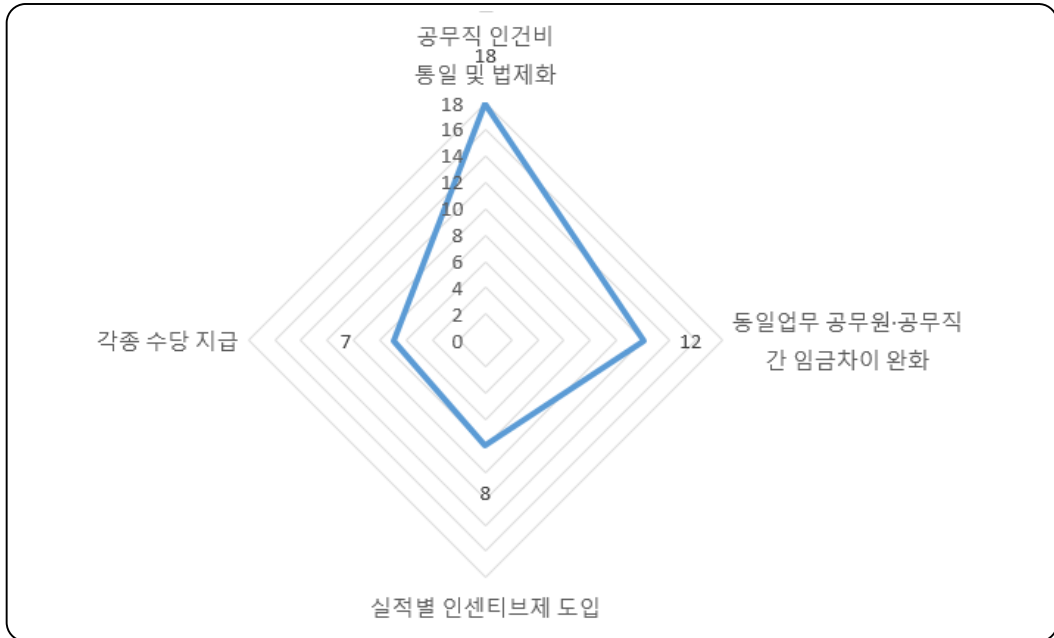 공무직 인건비
18
통일 및 법제화
18
16
14
12
10
8
6
4
2
0
각종 수당 지급
7
12
동일업무 공무원·공무직
간 임금차이 완화
8
실적별 인센티브제 도입